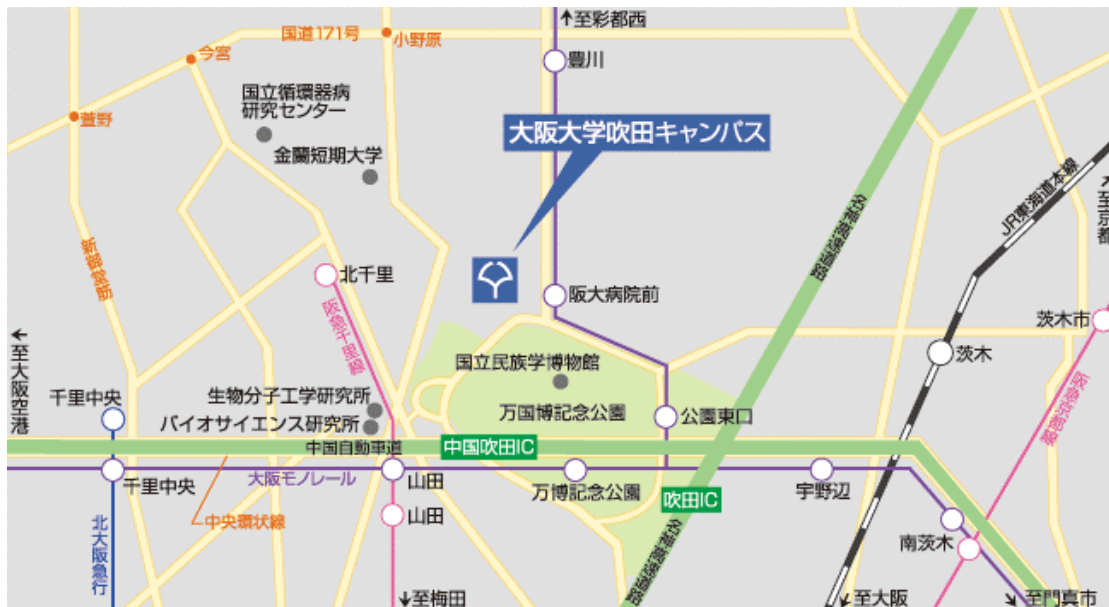 ↑至彩都西
国道171号
小野原
今宮
豊川
国立循環器病
研究センター
萱野
大阪大学吹田キャンパス
金蘭短期大学
JR東海道本線
至京都
名神高速道路
新御堂筋
北千里
阪大病院前
阪急千里線
茨木市
←至大阪空港
国立民族学博物館
茨木
生物分子工学研究所
千里中央
万国博記念公園
公園東口
バイオサイエンス研究所
阪急京都線
中国自動車道
中国吹田IC
千里中央
大阪モノレール
山田
万博記念公園
宇野辺
吹田IC
中央環状線
山田
南茨木
北大阪急行
名神高速道路
↓至梅田
至大阪
至門真市